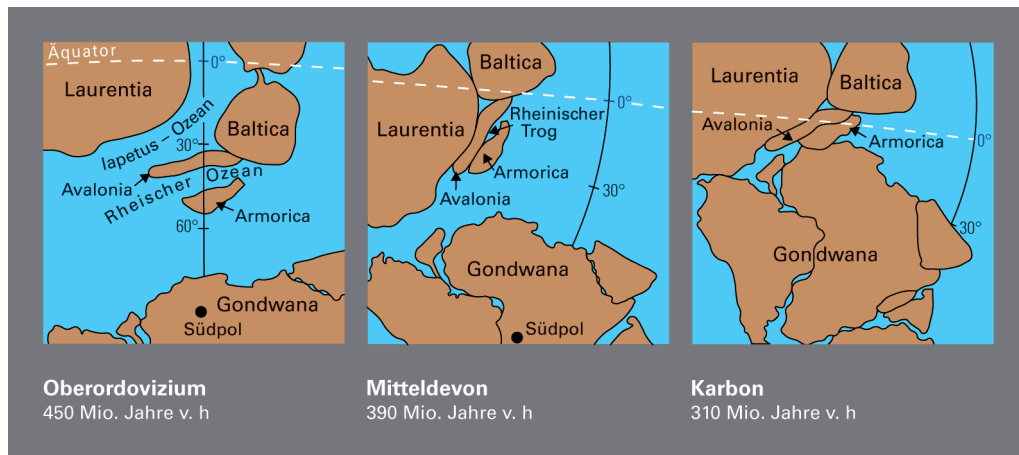 Äquator
0°
Laurentia
Iapetus-Ozean
Baltica
30°
Avalonia
Rheischer Ozean
Armorica
60°
Gondwana
Südpol
Oberordovizium
450 Mio. Jahre v. h
Baltica
0°
Rheinischer
Trog
Laurentia
Armorica
Avalonia
30°
Gondwana
Südpol
Mitteldevon
390 Mio. Jahre v. h
Laurentia
Baltica
Avalonia
Armorica
0°
30°
Gondwana
Karbon
310 Mio. Jahre v. h